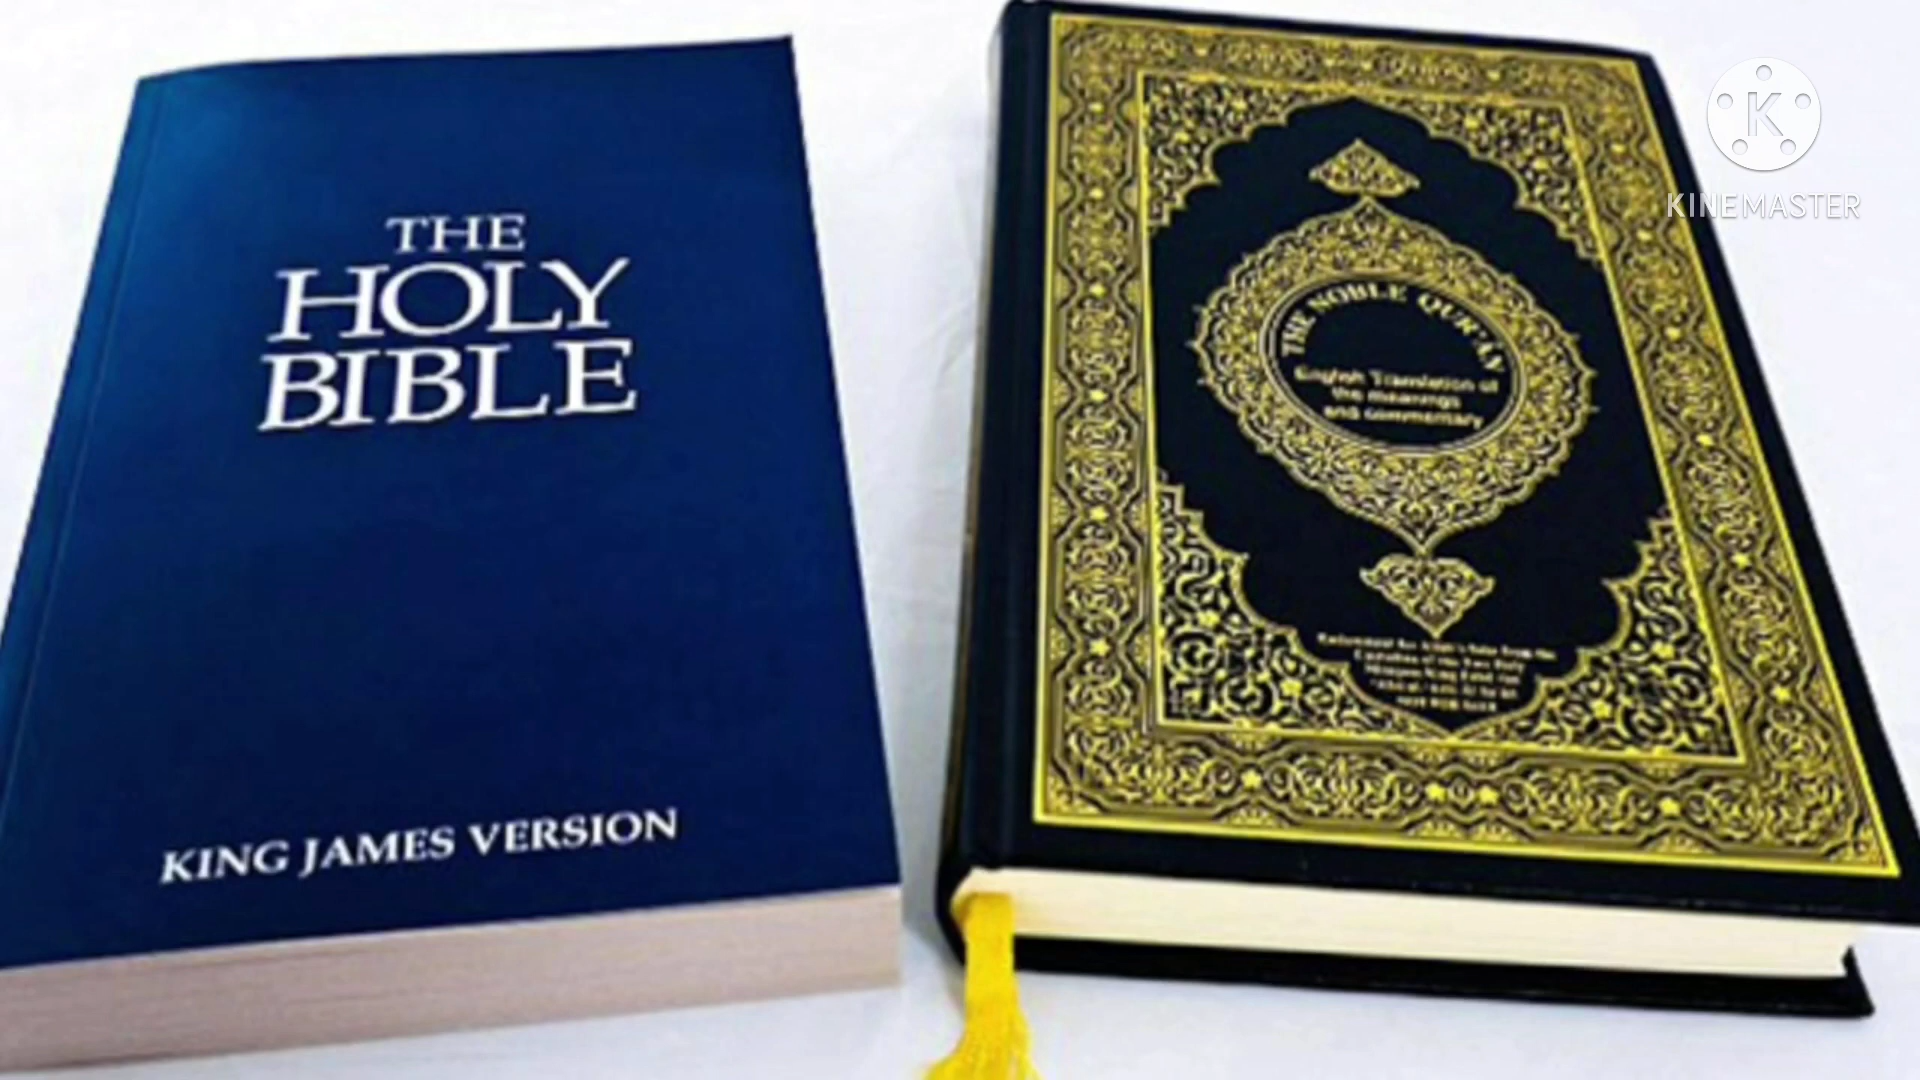 THE
HOLY
BIBLE
KING JAMES VERSION
THE NOBLE QUR'AN
English Translation of
the meanings
and commentary
K
KINEMASTER